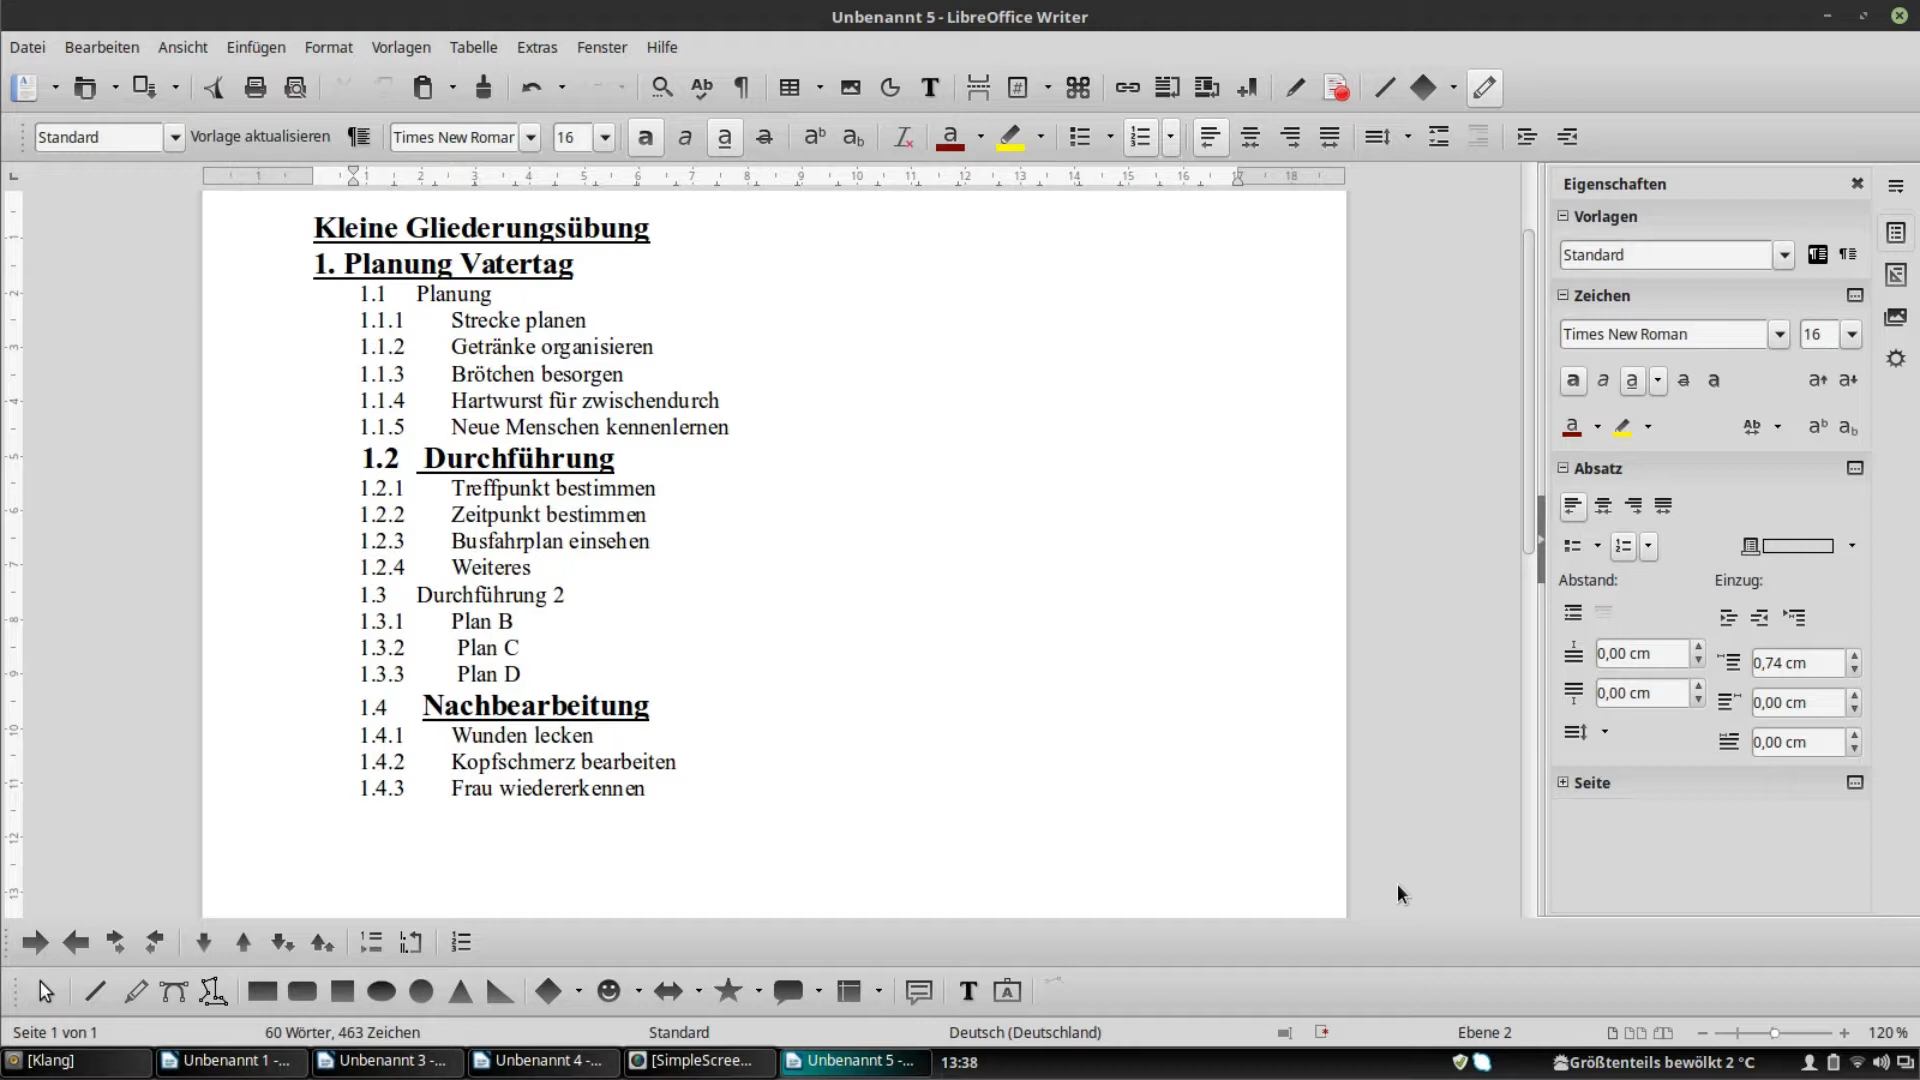 Unbenannt 5 - LibreOffice Writer
Datei Bearbeiten Ansicht Einfügen Format Vorlagen Tabelle Extras Fenster Hilfe
Standard Vorlage aktualisieren Times New Romar 16
Kleine Gliederungsübung
1. Planung Vatertag
1.1 Planung
1.1.1 Strecke planen
1.1.2 Getränke organisieren
1.1.3 Brötchen besorgen
1.1.4 Hartwurst für zwischendurch
1.1.5 Neue Menschen kennenlernen
1.2 Durchführung
1.2.1 Treffpunkt bestimmen
1.2.2 Zeitpunkt bestimmen
1.2.3 Busfahrplan einsehen
1.2.4 Weiteres
1.3 Durchführung 2
1.3.1 Plan B
1.3.2 Plan C
1.3.3 Plan D
1.4 Nachbearbeitung
1.4.1 Wunden lecken
1.4.2 Kopfschmerz bearbeiten
1.4.3 Frau wiedererkennen
Eigenschaften
Vorlagen
Standard
Zeichen
Times New Roman 16
Absatz
Abstand: Einzug:
0,00 cm 0,74 cm
0,00 cm 0,00 cm
0,00 cm
Seite
Seite 1 von 1 60 Wörter, 463 Zeichen Standard Deutsch (Deutschland) Ebene 2 120 %
[Klang] Unbenannt 1 -... Unbenannt 3 -... Unbenannt 4 -... [SimpleScree... Unbenannt 5 -... 13:38 Größtenteils bewölkt 2 °C